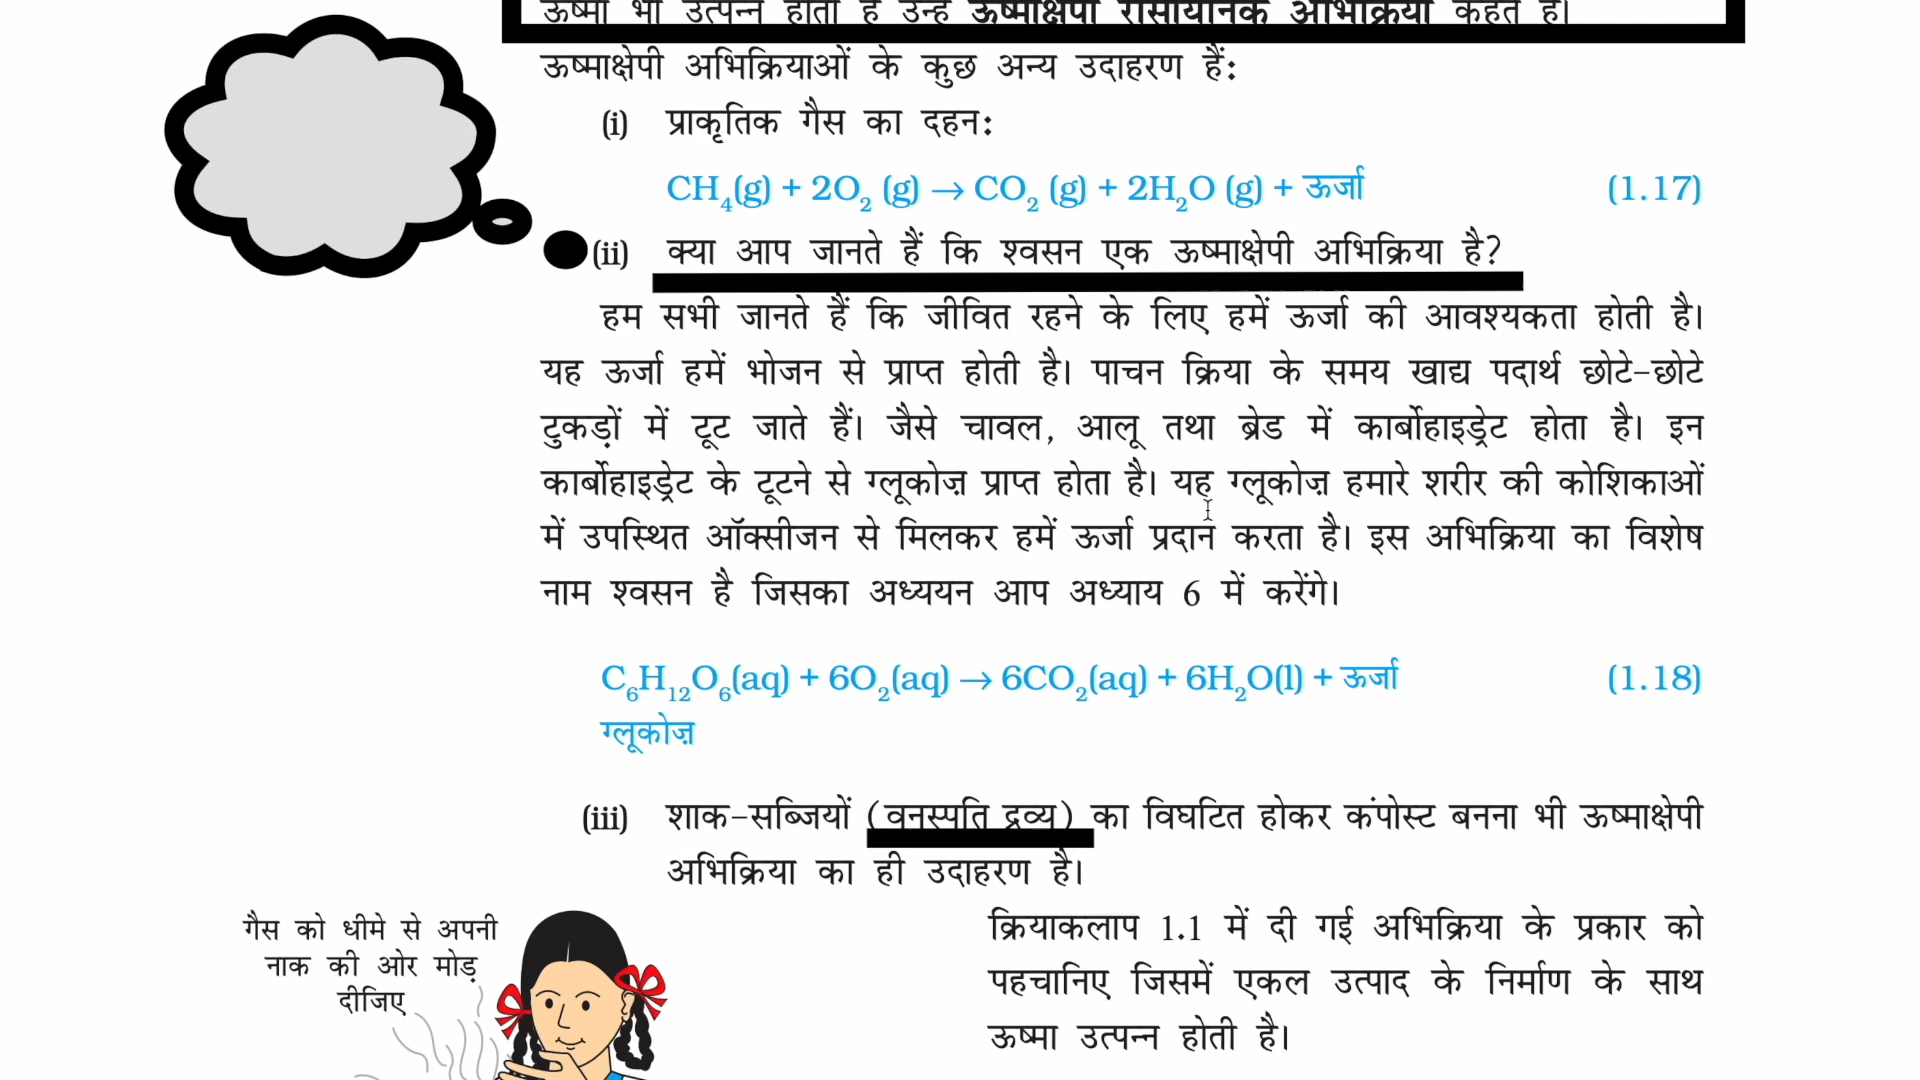 ऊष्मा भी उत्पन्न होती है उन्हें ऊष्माक्षेपी रासायनिक अभिक्रिया कहते हैं।
ऊष्माक्षेपी अभिक्रियाओं के कुछ अन्य उदाहरण हैं:
(i) प्राकृतिक गैस का दहन:
CH₄(g) + 2O₂ (g) → CO₂ (g) + 2H₂O (g) + ऊर्जा (1.17)
(ii) क्या आप जानते हैं कि श्वसन एक ऊष्माक्षेपी अभिक्रिया है?
हम सभी जानते हैं कि जीवित रहने के लिए हमें ऊर्जा की आवश्यकता होती है।
यह ऊर्जा हमें भोजन से प्राप्त होती है। पाचन क्रिया के समय खाद्य पदार्थ छोटे-छोटे
टुकड़ों में टूट जाते हैं। जैसे चावल, आलू तथा ब्रेड में कार्बोहाइड्रेट होता है। इन
कार्बोहाइड्रेट के टूटने से ग्लूकोज़ प्राप्त होता है। यह ग्लूकोज़ हमारे शरीर की कोशिकाओं
में उपस्थित ऑक्सीजन से मिलकर हमें ऊर्जा प्रदान करता है। इस अभिक्रिया का विशेष
नाम श्वसन है जिसका अध्ययन आप अध्याय 6 में करेंगे।
C₆H₁₂O₆(aq) + 6O₂(aq) → 6CO₂(aq) + 6H₂O(l) + ऊर्जा (1.18)
ग्लूकोज़
(iii) शाक-सब्जियों (वनस्पति द्रव्य) का विघटित होकर कंपोस्ट बनना भी ऊष्माक्षेपी
अभिक्रिया का ही उदाहरण है।
गैस को धीमे से अपनी
नाक की ओर मोड़
दीजिए
क्रियाकलाप 1.1 में दी गई अभिक्रिया के प्रकार को
पहचानिए जिसमें एकल उत्पाद के निर्माण के साथ
ऊष्मा उत्पन्न होती है।